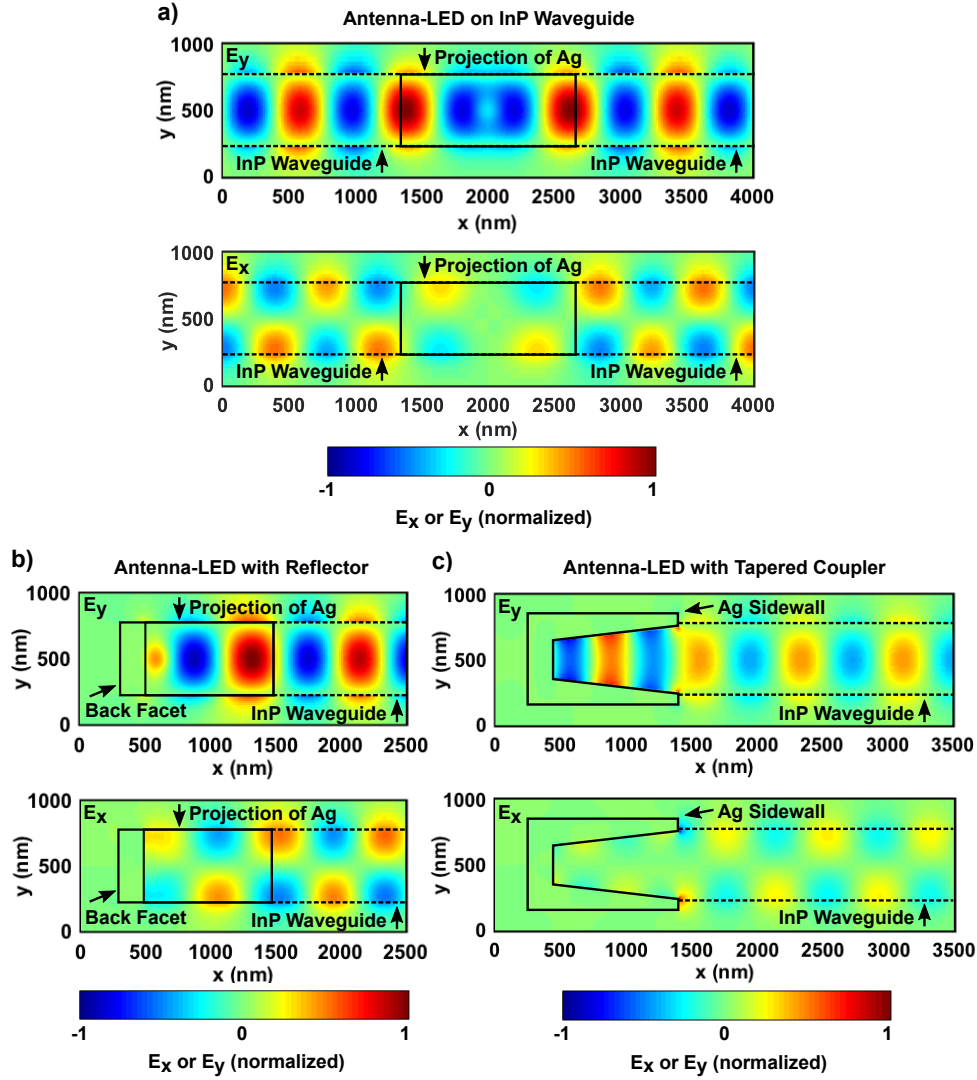 a)
Antenna-LED on InP Waveguide
1000
500
0
y (nm)
Ey
Projection of Ag
InP Waveguide
InP Waveguide
0 500 1000 1500 2000 2500 3000 3500 4000
x (nm)
1000
500
0
y (nm)
Ex
Projection of Ag
InP Waveguide
InP Waveguide
0 500 1000 1500 2000 2500 3000 3500 4000
x (nm)
-1 0 1
Ex or Ey (normalized)
b)
Antenna-LED with Reflector
1000
500
0
y (nm)
Ey
Projection of Ag
Back Facet
InP Waveguide
0 500 1000 1500 2000 2500
x (nm)
1000
500
0
y (nm)
Ex
Projection of Ag
Back Facet
InP Waveguide
0 500 1000 1500 2000 2500
x (nm)
-1 0 1
Ex or Ey (normalized)
c)
Antenna-LED with Tapered Coupler
1000
500
0
y (nm)
Ey
Ag Sidewall
InP Waveguide
0 500 1000 1500 2000 2500 3000 3500
x (nm)
1000
500
0
y (nm)
Ex
Ag Sidewall
InP Waveguide
0 500 1000 1500 2000 2500 3000 3500
x (nm)
-1 0 1
Ex or Ey (normalized)